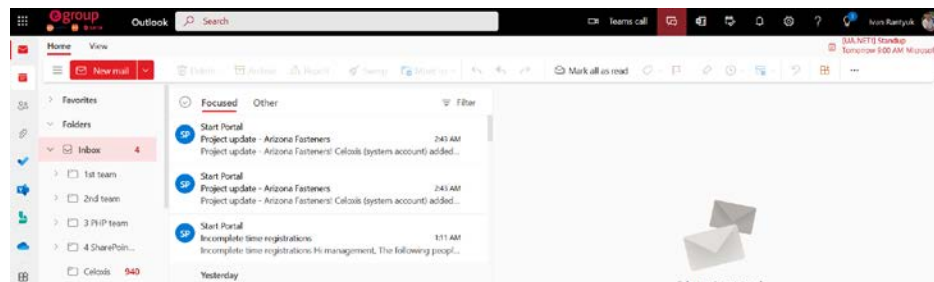 group
Outlook
Search
Teams call
Ivan Rantyuk
Home
View
[UA.NET1] Standup
Tomorrow 9:00 AM Microsof
New mail
Delete
Archive
Report
Sweep
Move to
Mark all as read
Favorites
Folders
Inbox 4
1st team
2nd team
3 PHP team
4 SharePoin...
Celoxis 940
Focused
Other
Filter
SP
Start Portal
Project update - Arizona Fasteners 2:43 AM
Project update - Arizona Fasteners! Celoxis (system account) added...
SP
Start Portal
Project update - Arizona Fasteners 2:43 AM
Project update - Arizona Fasteners! Celoxis (system account) added...
SP
Start Portal
Incomplete time registrations 1:11 AM
Incomplete time registrations Hi management, The following peopl...
Yesterday